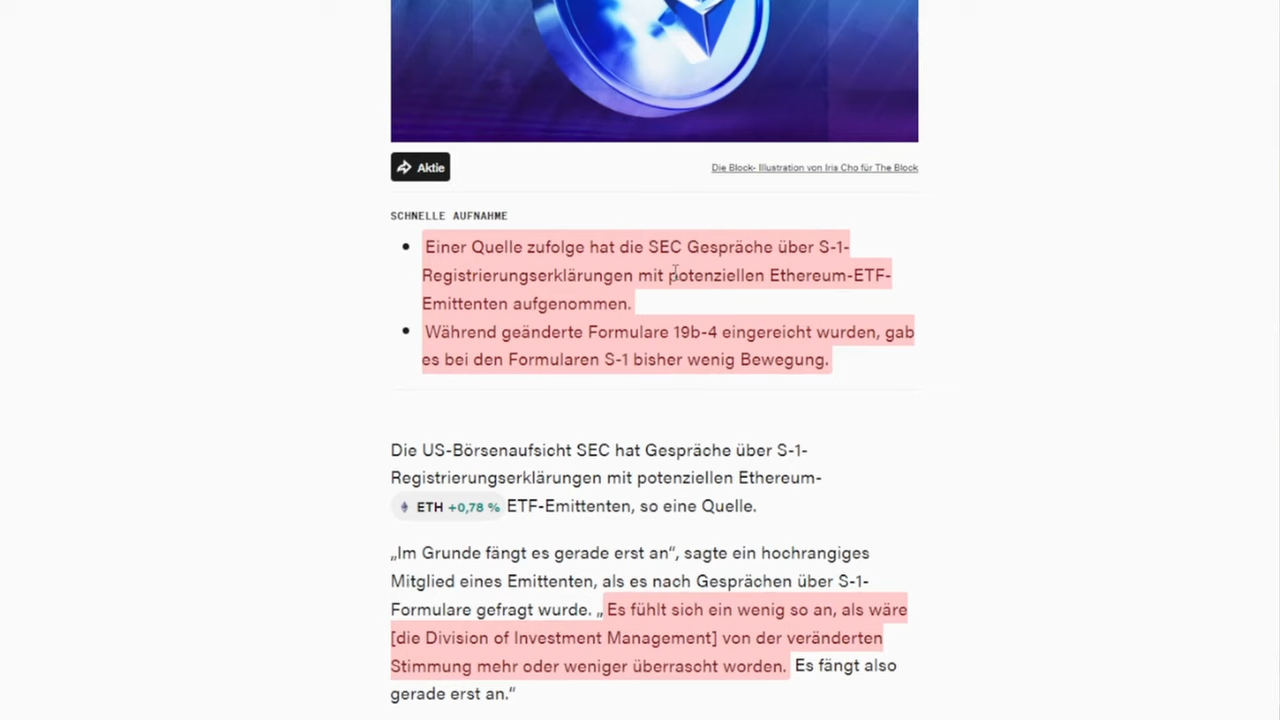 Aktie
Die Block- Illustration von Iris Cho für The Block
SCHNELLE AUFNAHME
Einer Quelle zufolge hat die SEC Gespräche über S-1-
Registrierungserklärungen mit potenziellen Ethereum-ETF-
Emittenten aufgenommen.
Während geänderte Formulare 19b-4 eingereicht wurden, gab
es bei den Formularen S-1 bisher wenig Bewegung.
Die US-Börsenaufsicht SEC hat Gespräche über S-1-
Registrierungserklärungen mit potenziellen Ethereum-
ETH +0,78 % ETF-Emittenten, so eine Quelle.
„Im Grunde fängt es gerade erst an“, sagte ein hochrangiges
Mitglied eines Emittenten, als es nach Gesprächen über S-1-
Formulare gefragt wurde. „Es fühlt sich ein wenig so an, als wäre
[die Division of Investment Management] von der veränderten
Stimmung mehr oder weniger überrascht worden. Es fängt also
gerade erst an.“